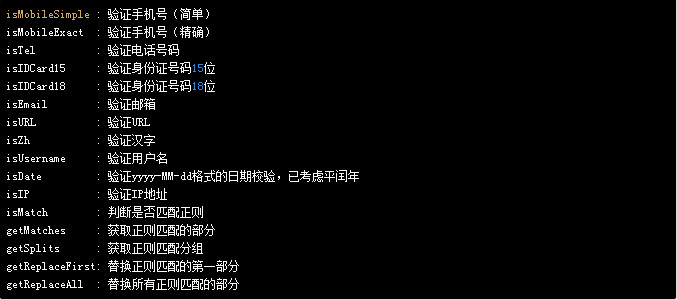 isMobileSimple : 验证手机号（简单）
isMobileExact  : 验证手机号（精确）
isTel          : 验证电话号码
isIDCard15     : 验证身份证号码15位
isIDCard18     : 验证身份证号码18位
isEmail        : 验证邮箱
isURL          : 验证URL
isZh           : 验证汉字
isUsername     : 验证用户名
isDate         : 验证yyyy-MM-dd格式的日期校验，已考虑平闰年
isIP           : 验证IP地址
isMatch        : 判断是否匹配正则
getMatches     : 获取正则匹配的部分
getSplits      : 获取正则匹配分组
getReplaceFirst: 替换正则匹配的第一部分
getReplaceAll  : 替换所有正则匹配的部分